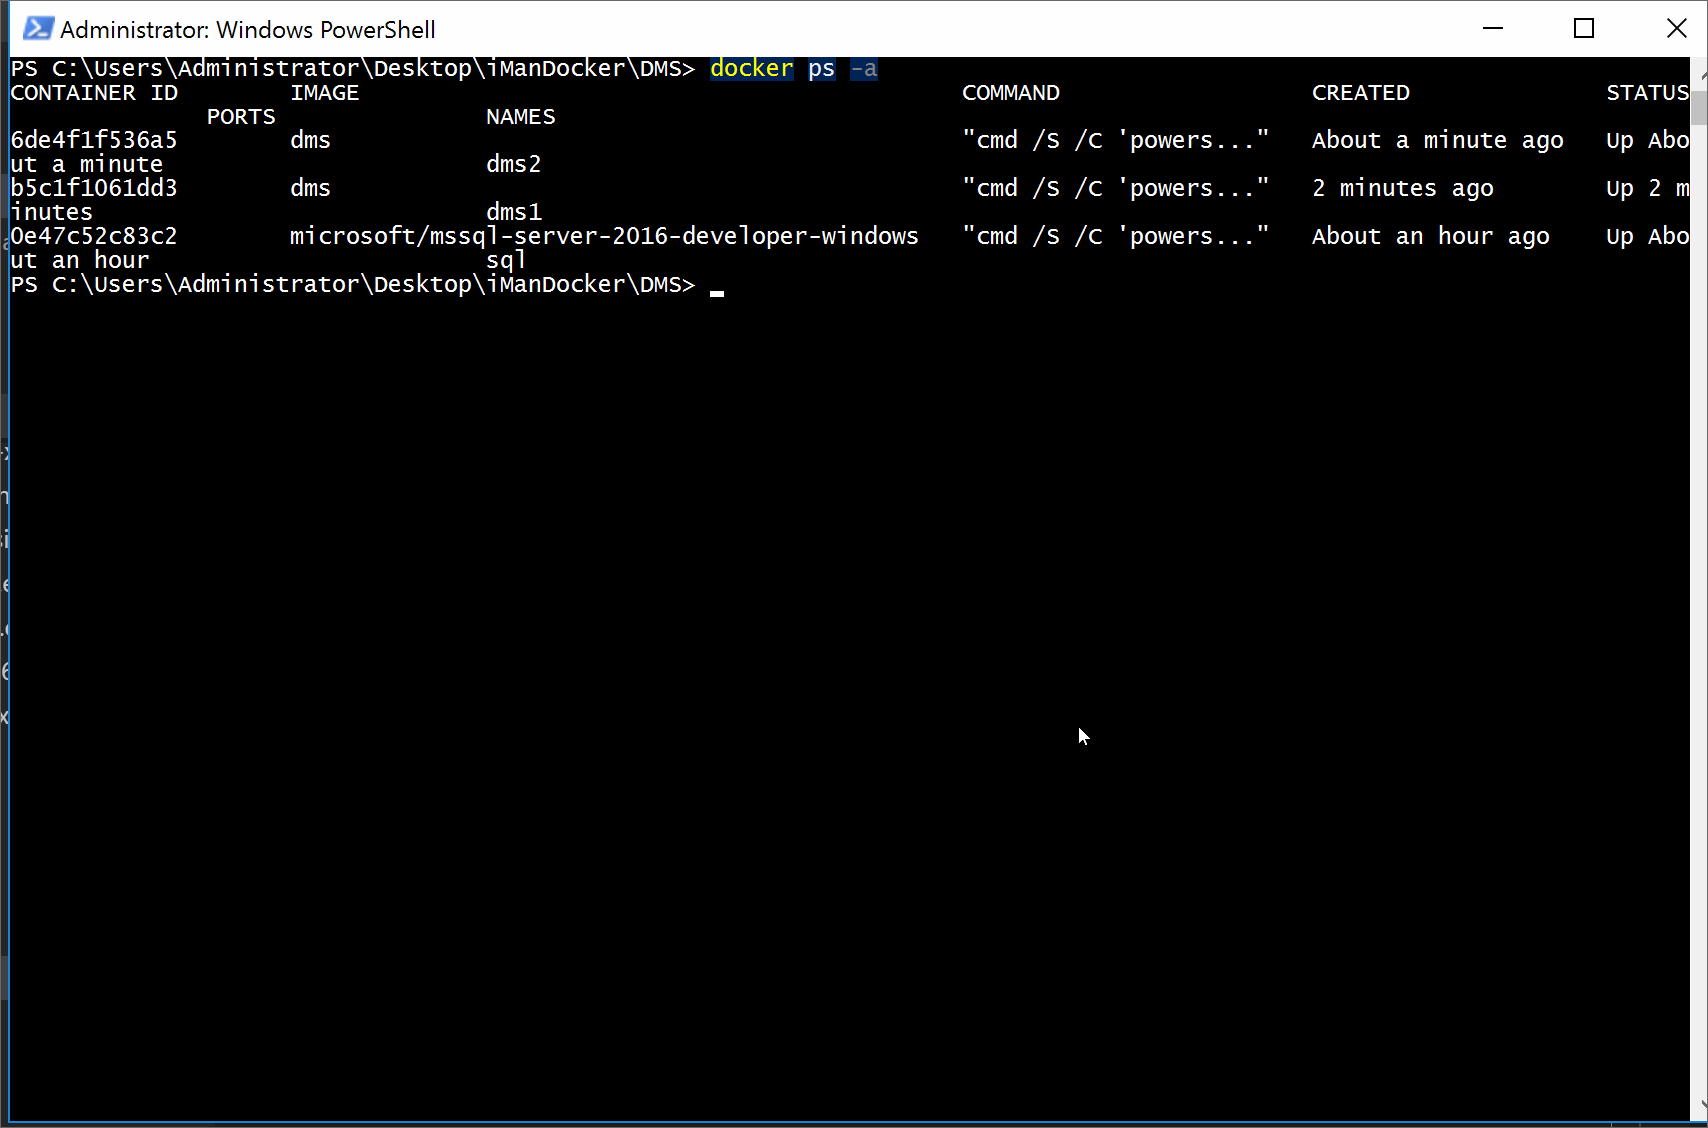 Administrator: Windows PowerShell
PS C:\Users\Administrator\Desktop\iManDocker\DMS> docker ps -a
CONTAINER ID        IMAGE                                           COMMAND                  CREATED              STATUS
              PORTS               NAMES
6de4f1f536a5        dms                                             "cmd /S /C 'powers..."   About a minute ago   Up Abo
ut a minute                       dms2
b5c1f1061dd3        dms                                             "cmd /S /C 'powers..."   2 minutes ago        Up 2 m
inutes                            dms1
0e47c52c83c2        microsoft/mssql-server-2016-developer-windows   "cmd /S /C 'powers..."   About an hour ago    Up Abo
ut an hour                        sql
PS C:\Users\Administrator\Desktop\iManDocker\DMS>